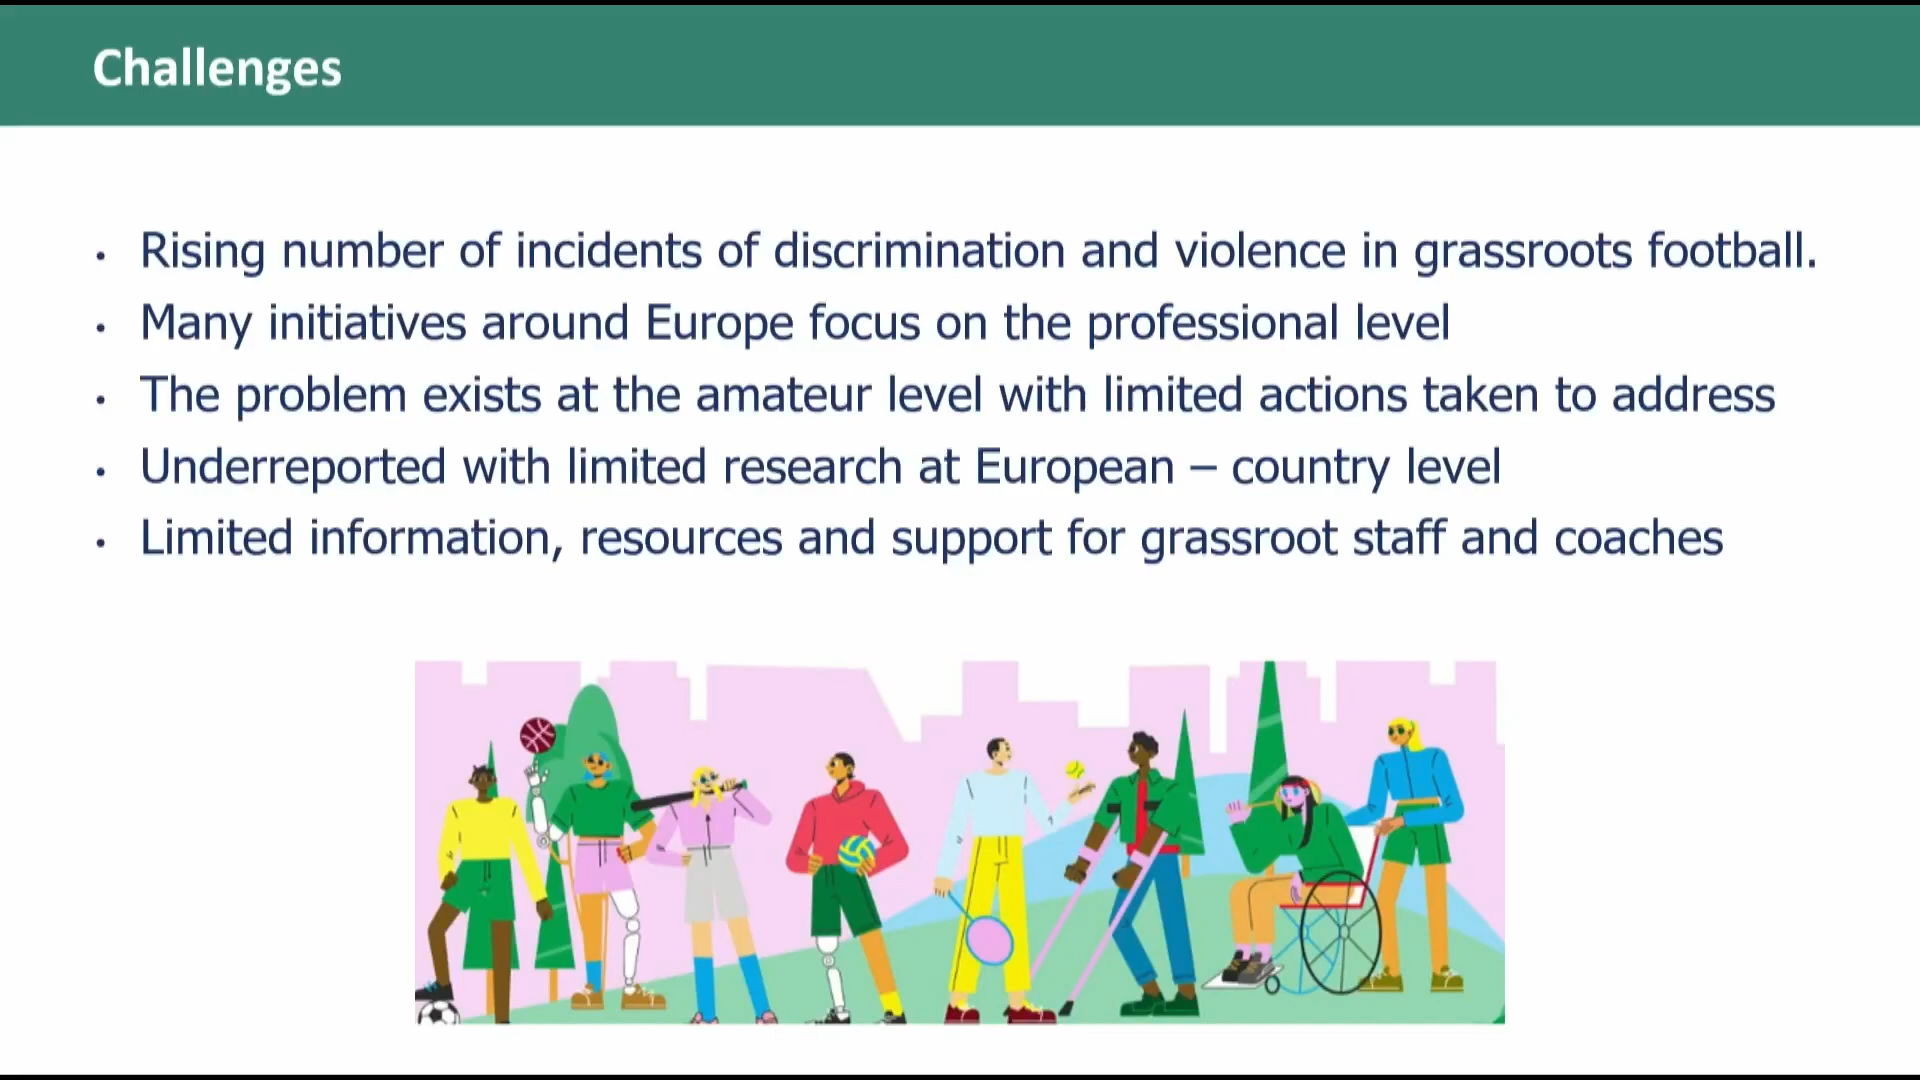 Challenges
• Rising number of incidents of discrimination and violence in grassroots football.
• Many initiatives around Europe focus on the professional level
• The problem exists at the amateur level with limited actions taken to address
• Underreported with limited research at European – country level
• Limited information, resources and support for grassroot staff and coaches